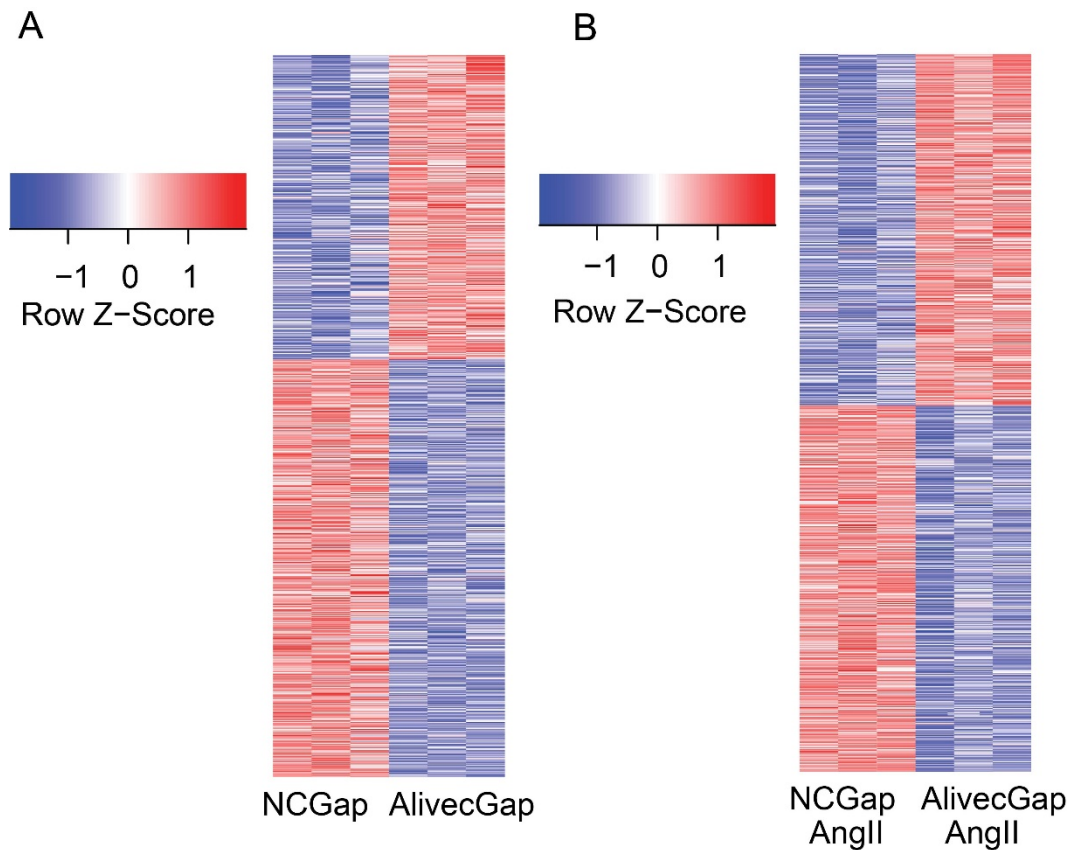 A
−1 0 1
Row Z−Score
NCGap AlivecGap
B
−1 0 1
Row Z−Score
NCGap AlivecGap
AngII AngII